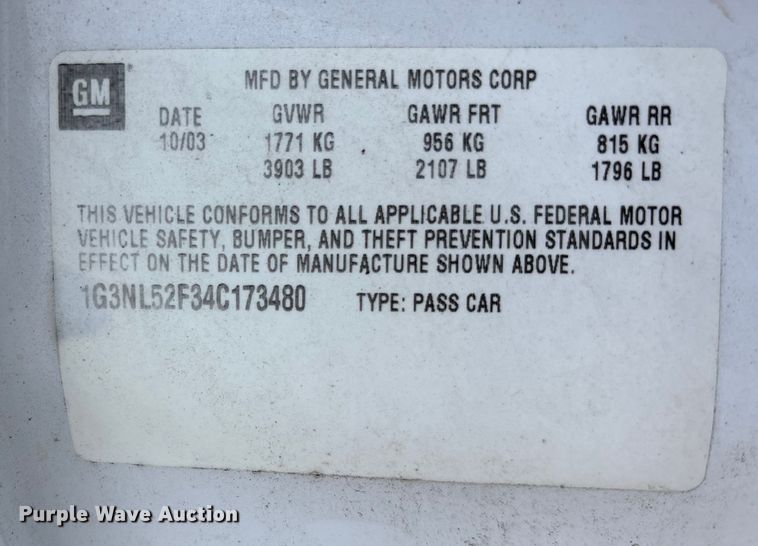 GM MFD BY GENERAL MOTORS CORP
DATE GVWR GAWR FRT GAWR RR
10/03 1771 KG 956 KG 815 KG
3903 LB 2107 LB 1796 LB
THIS VEHICLE CONFORMS TO ALL APPLICABLE U.S. FEDERAL MOTOR
VEHICLE SAFETY, BUMPER, AND THEFT PREVENTION STANDARDS IN
EFFECT ON THE DATE OF MANUFACTURE SHOWN ABOVE.
1G3NL52F34C173480 TYPE: PASS CAR
Purple Wave Auction